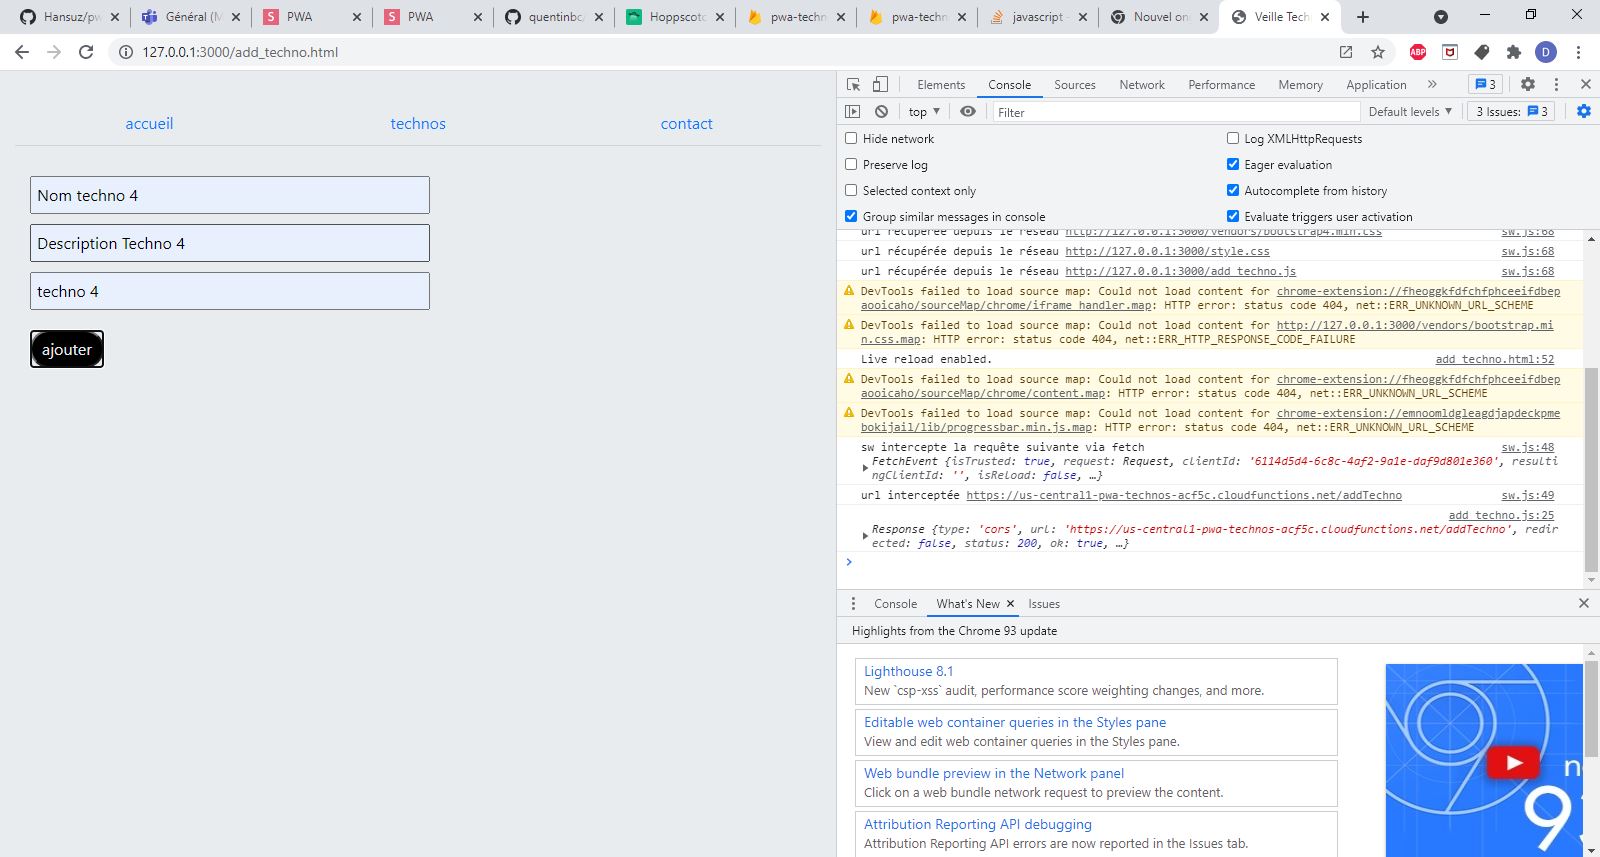 Hansuz/pw
Général (M
PWA
PWA
quentinbc/
Hoppscotc
pwa-techn
pwa-techn
javascript -
Nouvel on
Veille Tech
127.0.0.1:3000/add_techno.html
ABP
D
accueil
technos
contact
Nom techno 4
Description Techno 4
techno 4
ajouter
Elements
Console
Sources
Network
Performance
Memory
Application
»
3
top
Filter
Default levels
3 Issues:
3
Hide network
Log XMLHttpRequests
Preserve log
Eager evaluation
Selected context only
Autocomplete from history
Group similar messages in console
Evaluate triggers user activation
url récupérée depuis le réseau http://127.0.0.1:3000/vendors/bootstrap4.min.css sw.js:68
url récupérée depuis le réseau http://127.0.0.1:3000/style.css sw.js:68
url récupérée depuis le réseau http://127.0.0.1:3000/add_techno.js sw.js:68
DevTools failed to load source map: Could not load content for chrome-extension://fheoggkfdfchfphceeifdbep
aooicaho/sourceMap/chrome/iframe_handler.map: HTTP error: status code 404, net::ERR_UNKNOWN_URL_SCHEME
DevTools failed to load source map: Could not load content for http://127.0.0.1:3000/vendors/bootstrap.mi
n.css.map: HTTP error: status code 404, net::ERR_HTTP_RESPONSE_CODE_FAILURE
Live reload enabled. add_techno.html:52
DevTools failed to load source map: Could not load content for chrome-extension://fheoggkfdfchfphceeifdbep
aooicaho/sourceMap/chrome/content.map: HTTP error: status code 404, net::ERR_UNKNOWN_URL_SCHEME
DevTools failed to load source map: Could not load content for chrome-extension://emnoomldgleagdjapdeckpme
bokijail/lib/progressbar.min.js.map: HTTP error: status code 404, net::ERR_UNKNOWN_URL_SCHEME
sw intercepte la requête suivante via fetch sw.js:48
FetchEvent {isTrusted: true, request: Request, clientId: '6114d5d4-6c8c-4af2-9a1e-daf9d801e360', resulti
ngClientId: '', isReload: false, …}
url interceptée https://us-central1-pwa-technos-acf5c.cloudfunctions.net/addTechno sw.js:49
add_techno.js:25
Response {type: 'cors', url: 'https://us-central1-pwa-technos-acf5c.cloudfunctions.net/addTechno', redir
ected: false, status: 200, ok: true, …}
Console
What's New
Issues
Highlights from the Chrome 93 update
Lighthouse 8.1
New `csp-xss` audit, performance score weighting changes, and more.
Editable web container queries in the Styles pane
View and edit web container queries in the Styles pane.
Web bundle preview in the Network panel
Click on a web bundle network request to preview the content.
Attribution Reporting API debugging
Attribution Reporting API errors are now reported in the Issues tab.